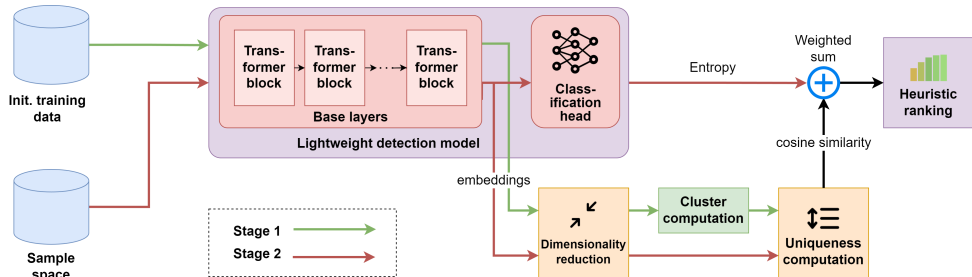 Init. training
data
Sample
space
Trans-
former
block
Trans-
former
block
...
Trans-
former
block
Base layers
Class-
ification
head
Lightweight detection model
Entropy
Weighted
sum
Heuristic
ranking
cosine similarity
embeddings
Dimensionality
reduction
Cluster
computation
Uniqueness
computation
Stage 1
Stage 2